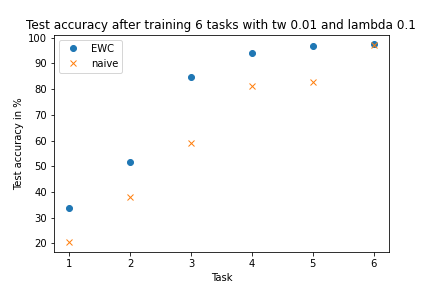 Test accuracy after training 6 tasks with tw 0.01 and lambda 0.1
EWC
naive
Test accuracy in %
100
90
80
70
60
50
40
30
20
1 2 3 4 5 6
Task